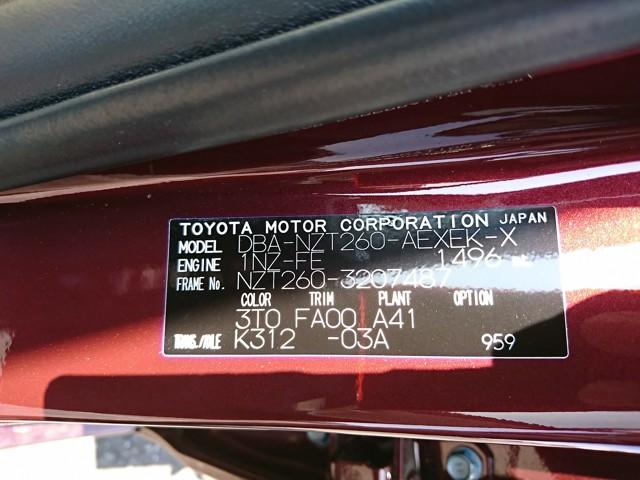 TOYOTA MOTOR CORPORATION JAPAN
MODEL DBA-NZT260-AEXEK-X
ENGINE 1NZ-FE 1496
FRAME No. NZT260-3207487
COLOR TRIM PLANT OPTION
3T0 FA00 A41
TRANS./AXLE K312 -03A 959